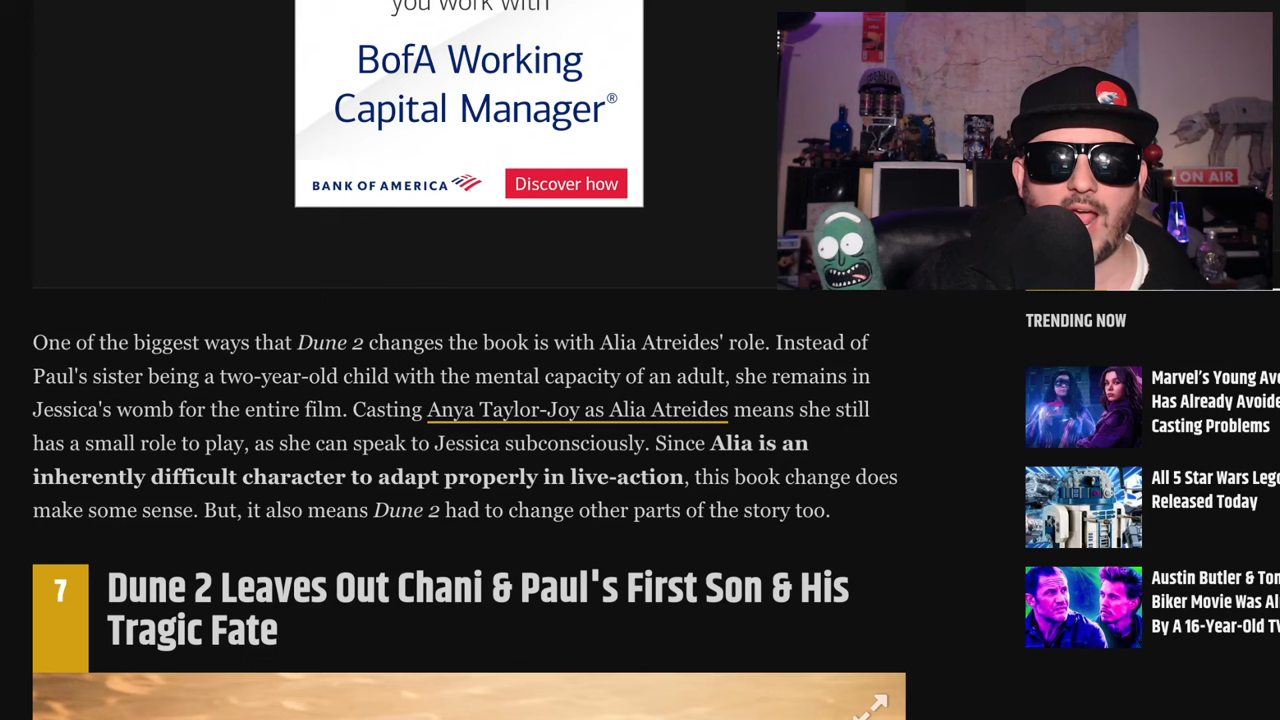 you work with
BofA Working
Capital Manager®
BANK OF AMERICA
Discover how
ON AIR
One of the biggest ways that Dune 2 changes the book is with Alia Atreides' role. Instead of
Paul's sister being a two-year-old child with the mental capacity of an adult, she remains in
Jessica's womb for the entire film. Casting Anya Taylor-Joy as Alia Atreides means she still
has a small role to play, as she can speak to Jessica subconsciously. Since Alia is an
inherently difficult character to adapt properly in live-action, this book change does
make some sense. But, it also means Dune 2 had to change other parts of the story too.
7
Dune 2 Leaves Out Chani & Paul's First Son & His
Tragic Fate
TRENDING NOW
Marvel's Young Av
Has Already Avoide
Casting Problems
All 5 Star Wars Leg
Released Today
Austin Butler & Ton
Biker Movie Was Al
By A 16-Year-Old T